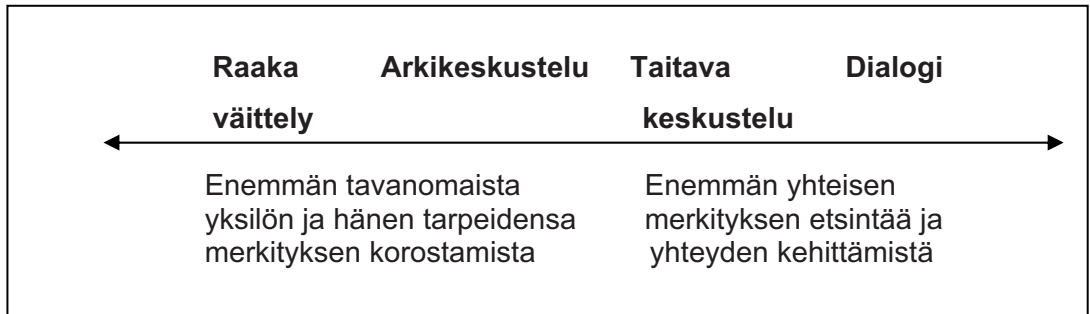 Raaka Arkikeskustelu Taitava Dialogi
väittely keskustelu
Enemmän tavanomaista
yksilön ja hänen tarpeidensa
merkityksen korostamista
Enemmän yhteisen
merkityksen etsintää ja
yhteyden kehittämistä